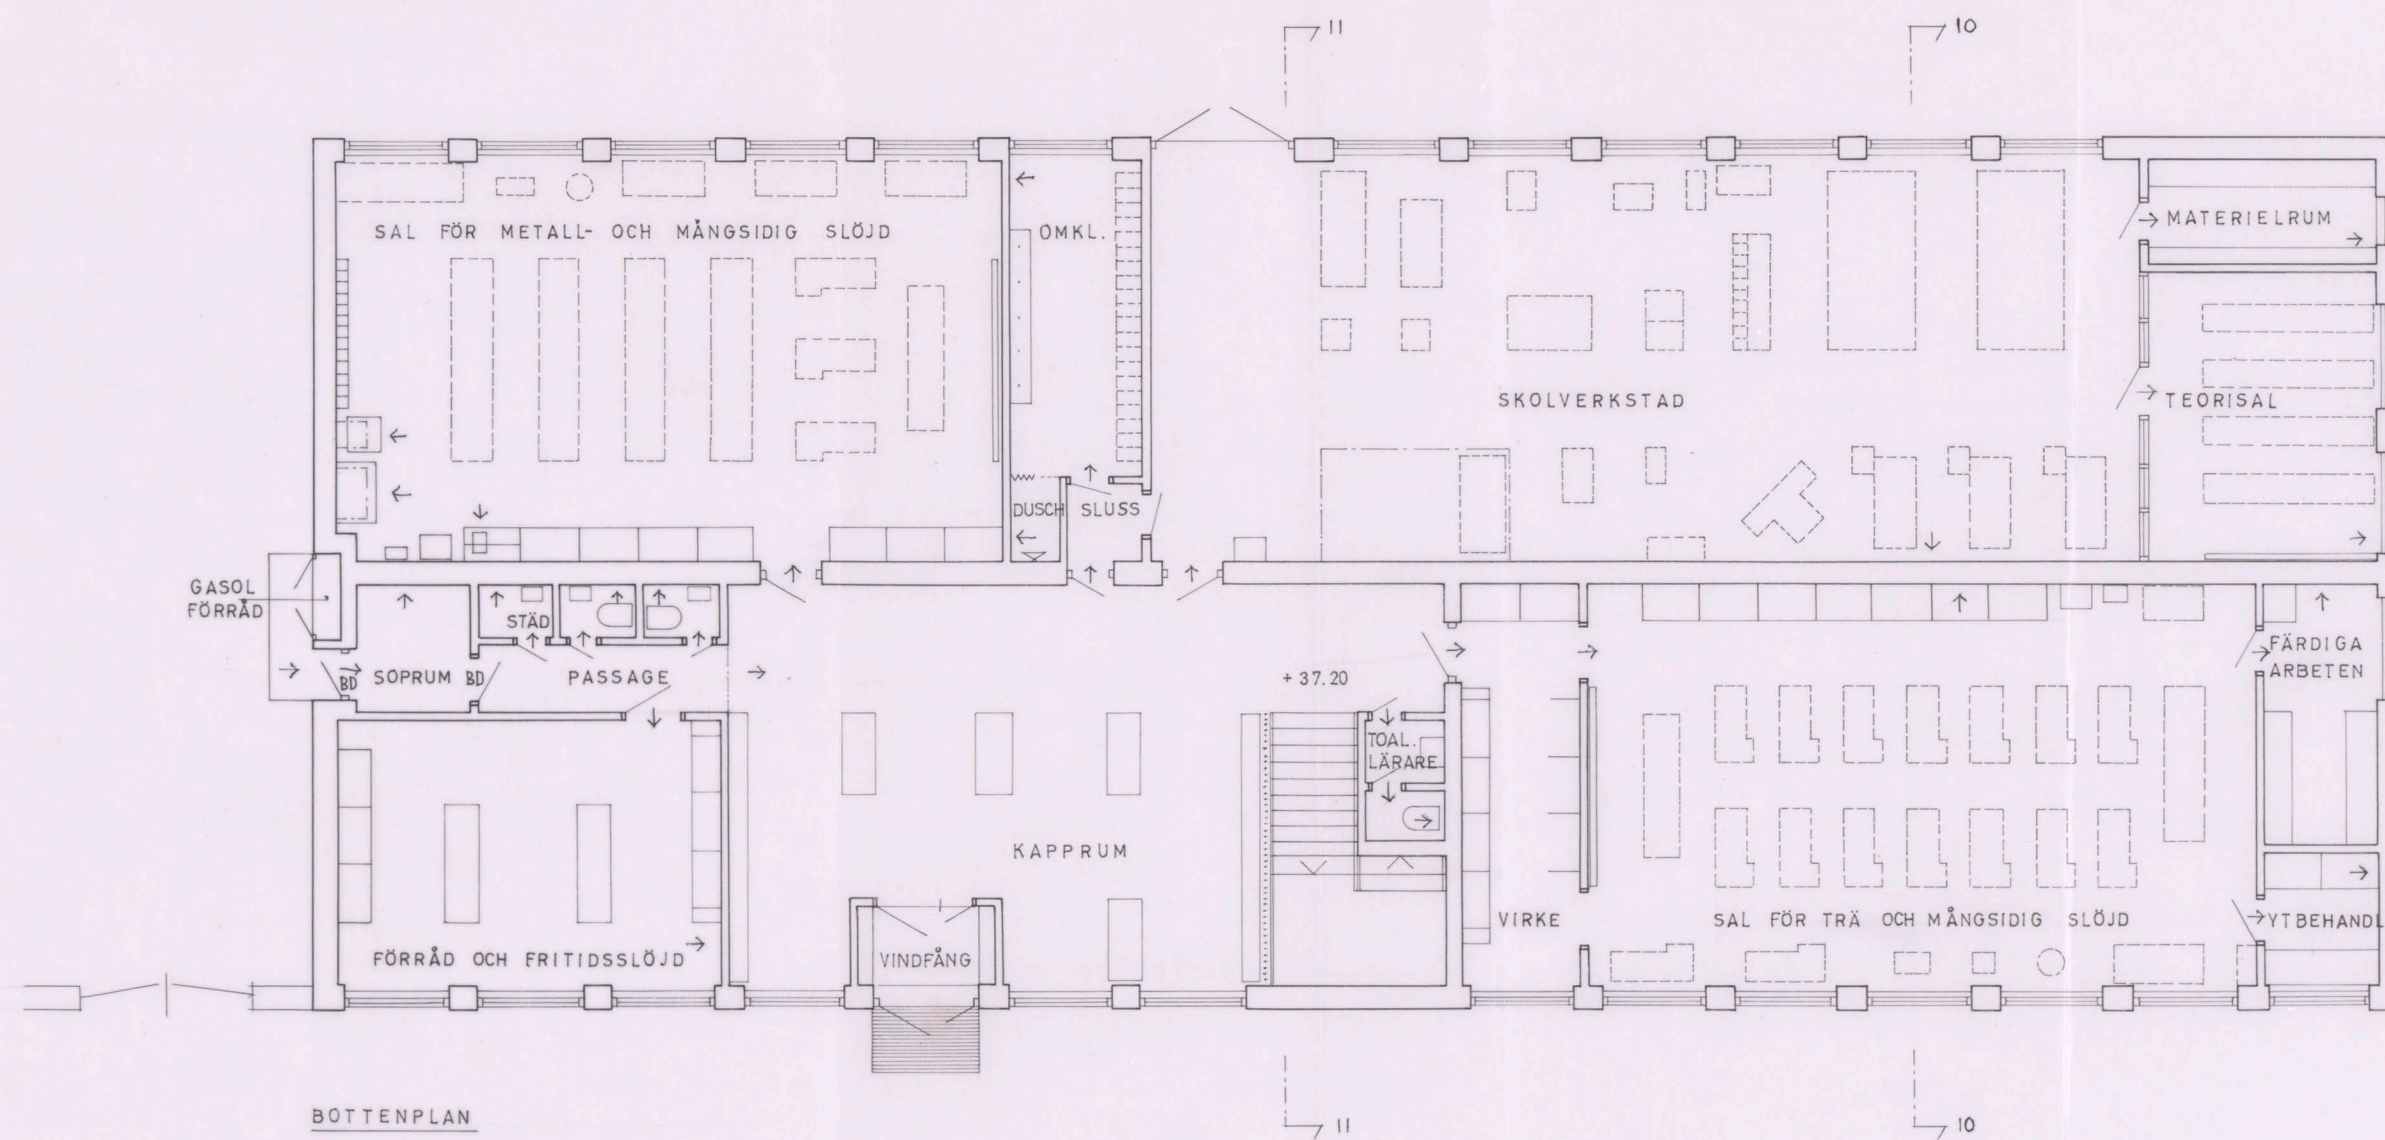 11
10
SAL FÖR METALL- OCH MÅNGSIDIG SLÖJD
OMKL.
MATERIELRUM
SKOLVERKSTAD
TEORISAL
DUSCH
SLUSS
GASOL
FÖRRÅD
STÄD
BD
SOPRUM
BD
PASSAGE
+ 37.20
FÄRDIGA
ARBETEN
TOAL.
LÄRARE
KAPPRUM
VIRKE
SAL FÖR TRÄ OCH MÅNGSIDIG SLÖJD
YTBEHANDL
FÖRRÅD OCH FRITIDSSLÖJD
VINDFÅNG
BOTTENPLAN
11
10